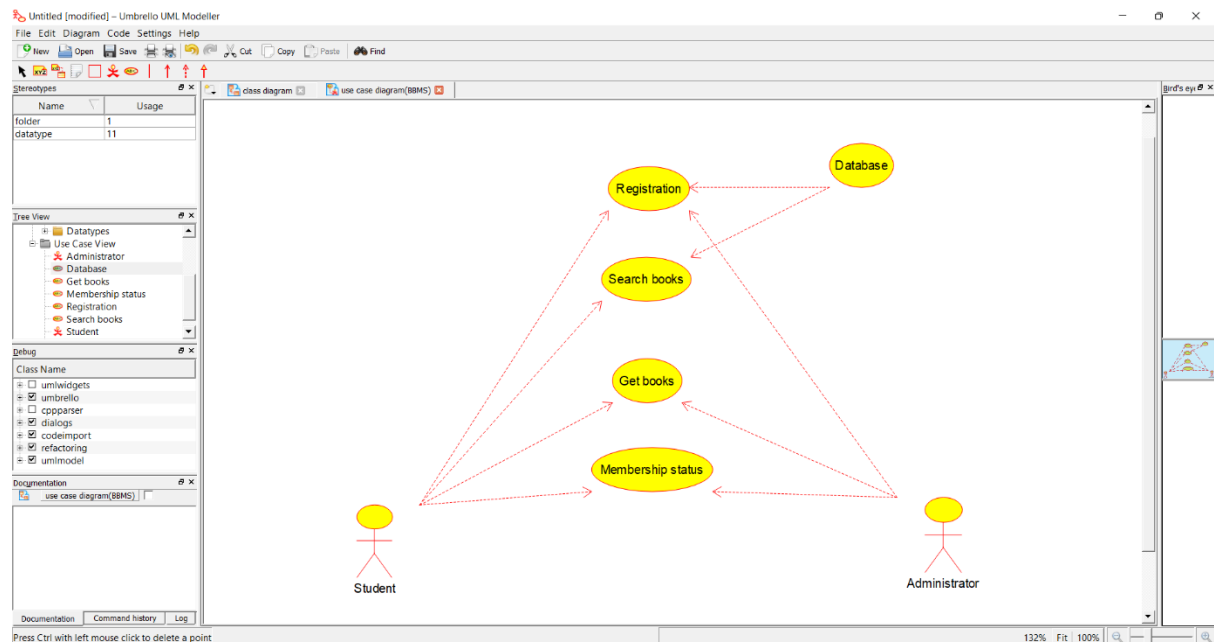 Untitled [modified] – Umbrello UML Modeller
File Edit Diagram Code Settings Help
New Open Save Cut Copy Paste Find
XYZ
Stereotypes
Name Usage
folder 1
datatype 11
Tree View
Datatypes
Use Case View
Administrator
Database
Get books
Membership status
Registration
Search books
Student
Debug
Class Name
umlwidgets
umbrello
cppparser
dialogs
codeimport
refactoring
umlmodel
Documentation
use case diagram(BBMS)
Documentation Command history Log
class diagram use case diagram(BBMS)
Database
Registration
Search books
Get books
Membership status
Student
Administrator
Bird's eye
Press Ctrl with left mouse click to delete a point
132% Fit 100%